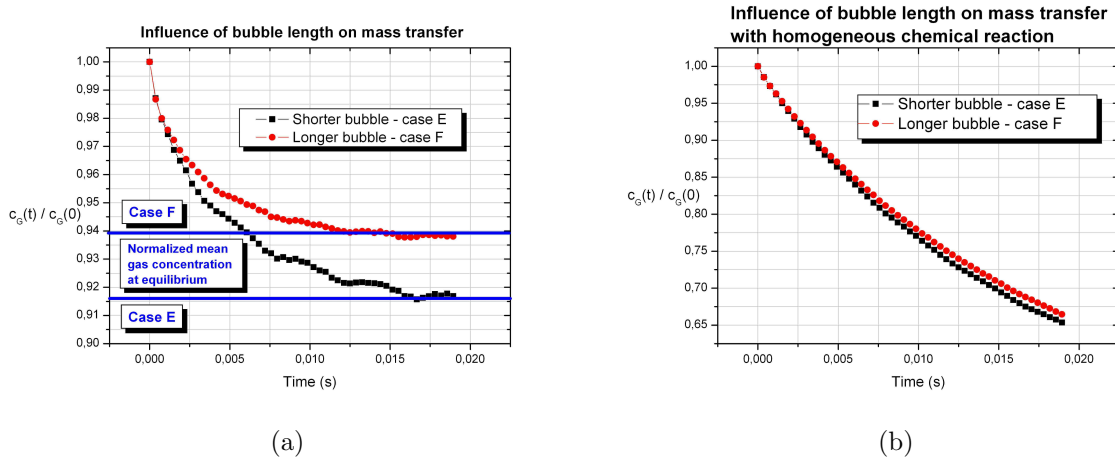 Influence of bubble length on mass transfer
1,00
0,99
0,98
0,97
0,96
0,95
0,94
0,93
0,92
0,91
0,90
c_G(t) / c_G(0)
Shorter bubble - case E
Longer bubble - case F
Case F
Normalized mean
gas concentration
at equilibrium
Case E
0,000 0,005 0,010 0,015 0,020
Time (s)
(a)
Influence of bubble length on mass transfer
with homogeneous chemical reaction
1,00
0,95
0,90
0,85
0,80
0,75
0,70
0,65
c_G(t) / c_G(0)
Shorter bubble - case E
Longer bubble - case F
0,000 0,005 0,010 0,015 0,020
Time (s)
(b)